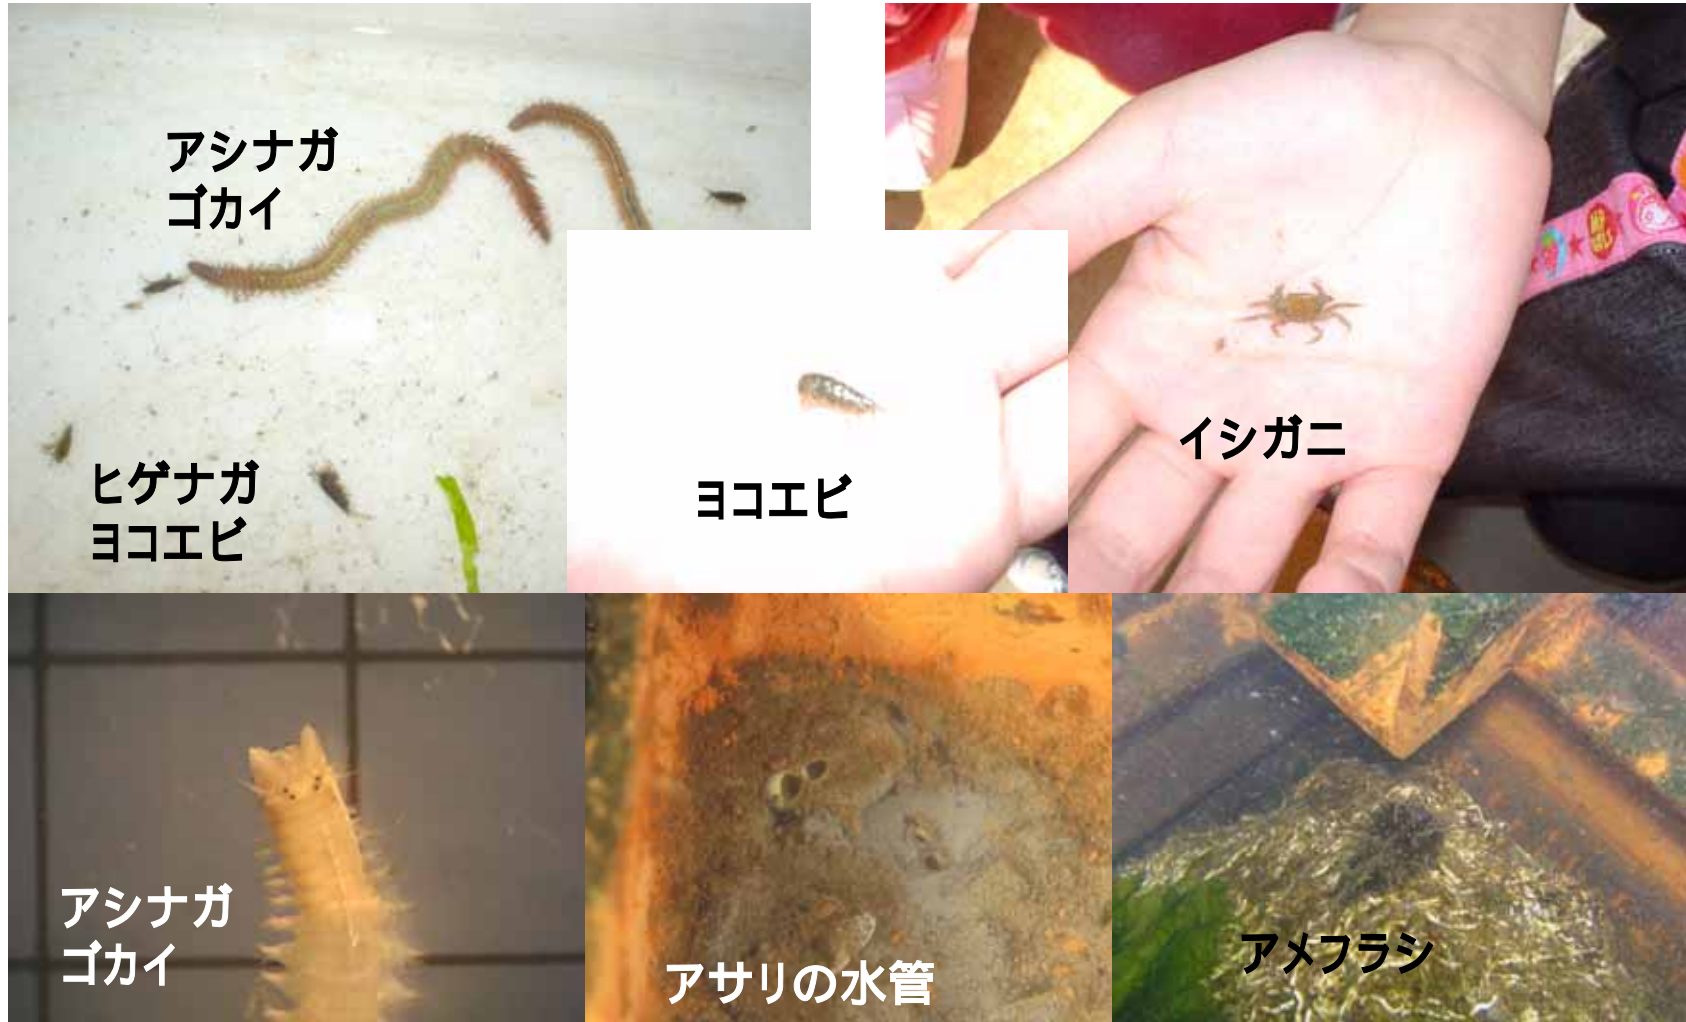 アシナガ
ゴカイ
ヒゲナガ
ヨコエビ
ヨコエビ
イシガニ
アシナガ
ゴカイ
アサリの水管
アメフラシ